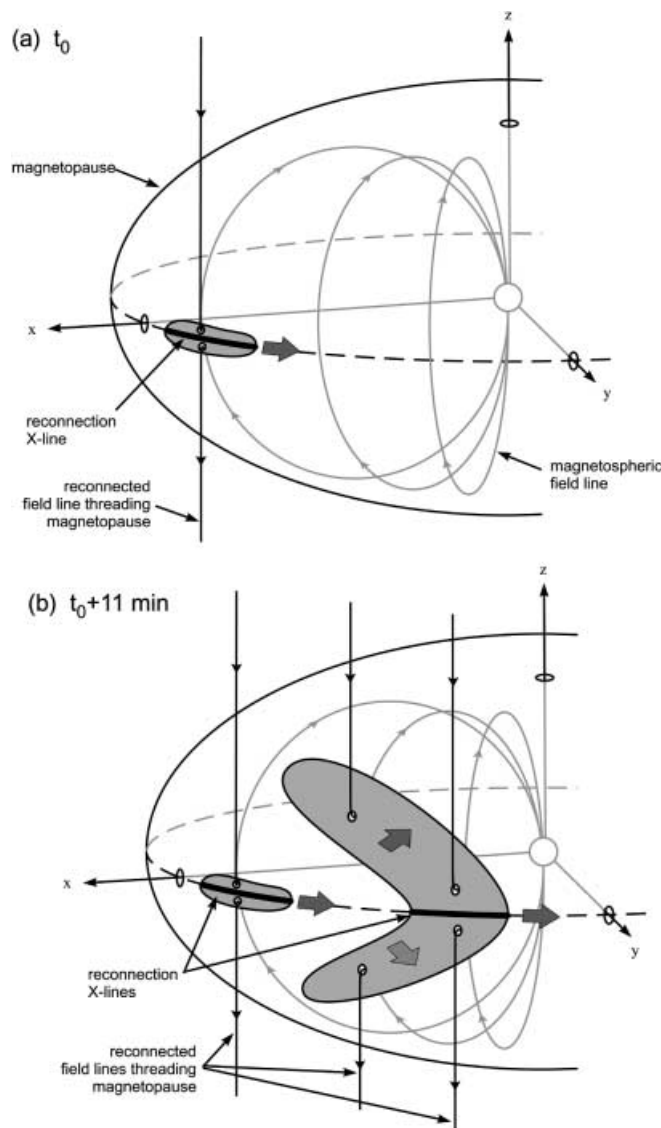 (a) t₀
z
magnetopause
x
y
reconnection
X-line
magnetospheric
field line
reconnected
field line threading
magnetopause
(b) t₀+11 min
z
x
y
reconnection
X-lines
reconnected
field lines threading
magnetopause